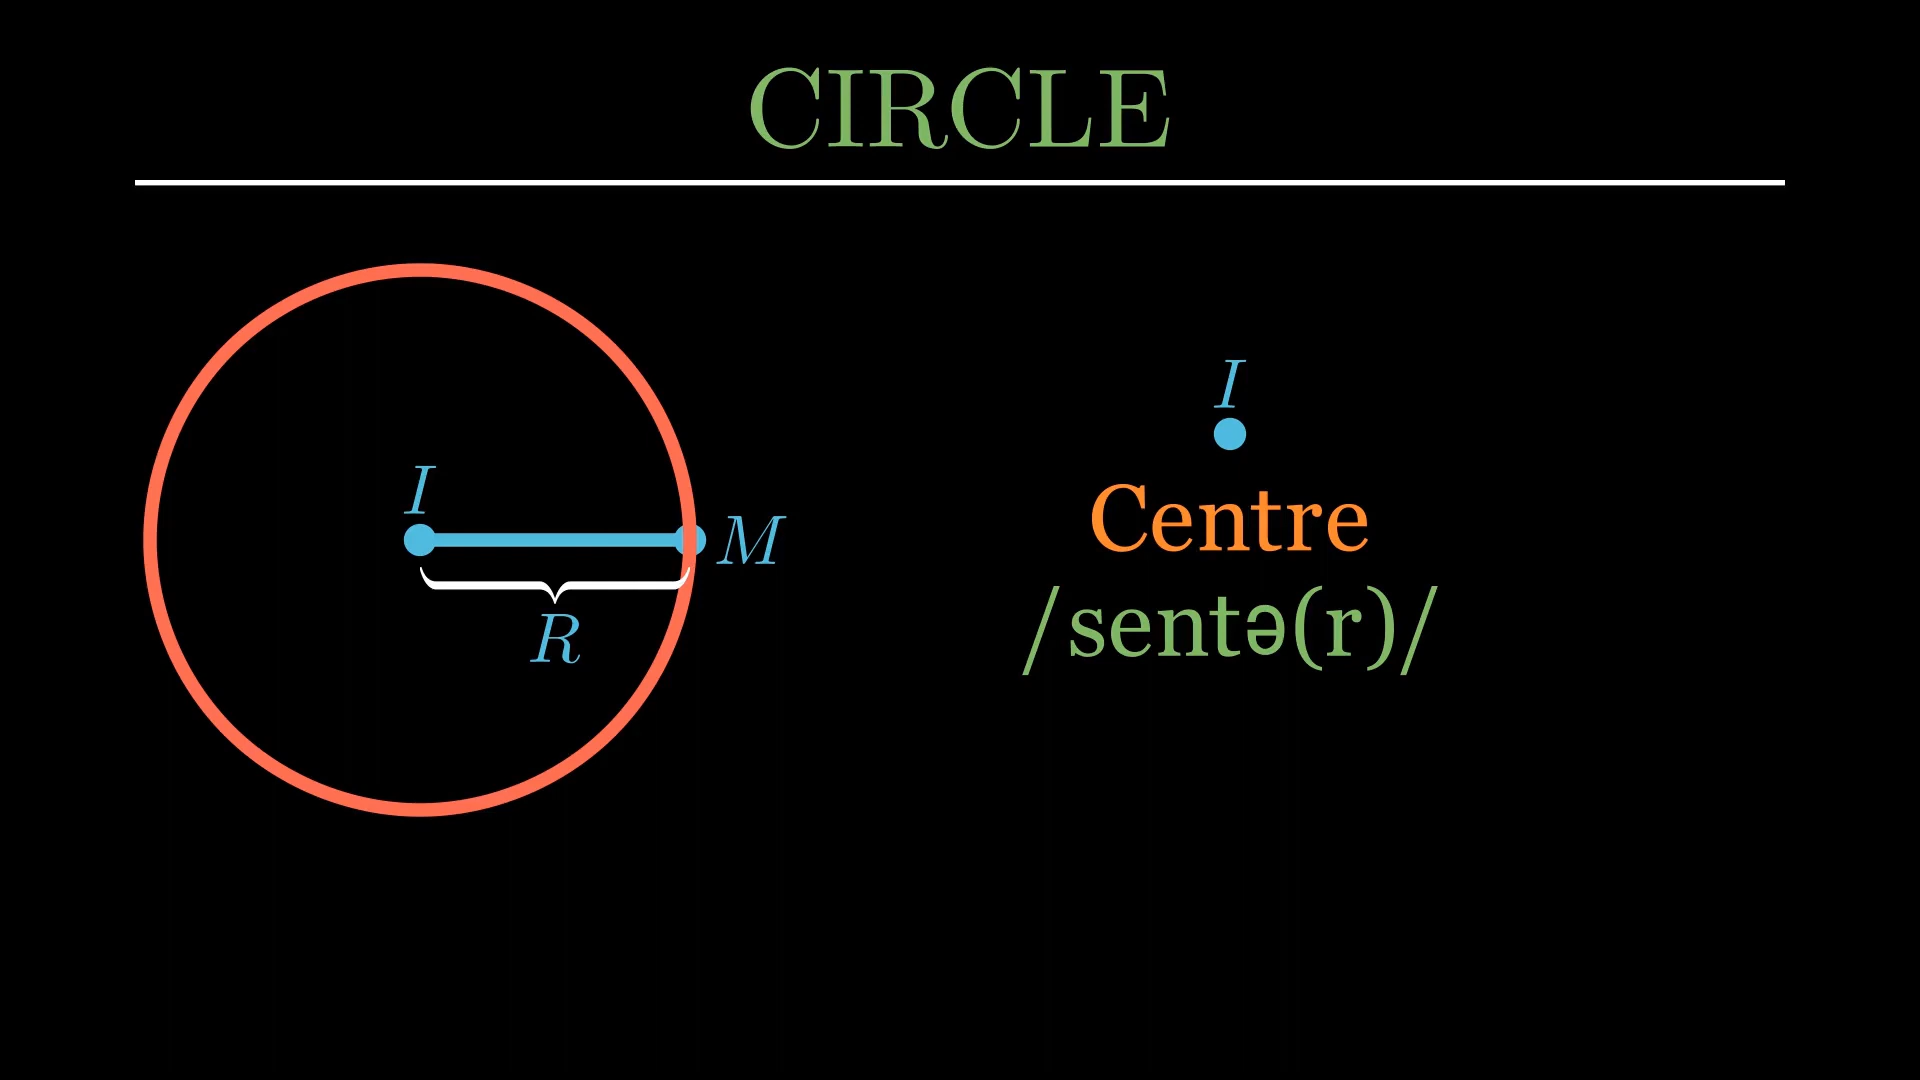 CIRCLE
I
M
R
I
Centre
/sentə(r)/